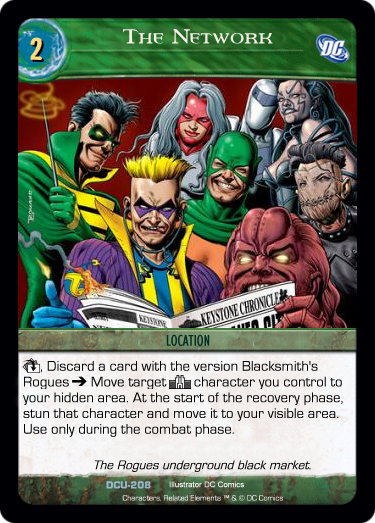 2
The Network
DC
KEYSTONE CHRONICLE
KEYSTONE
LOCATION
, Discard a card with the version Blacksmith's
Rogues ➔ Move target character you control to
your hidden area. At the start of the recovery phase,
stun that character and move it to your visible area.
Use only during the combat phase.
The Rogues underground black market.
DCU-208 Illustrator DC Comics
Characters, Related Elements ™ & © DC Comics